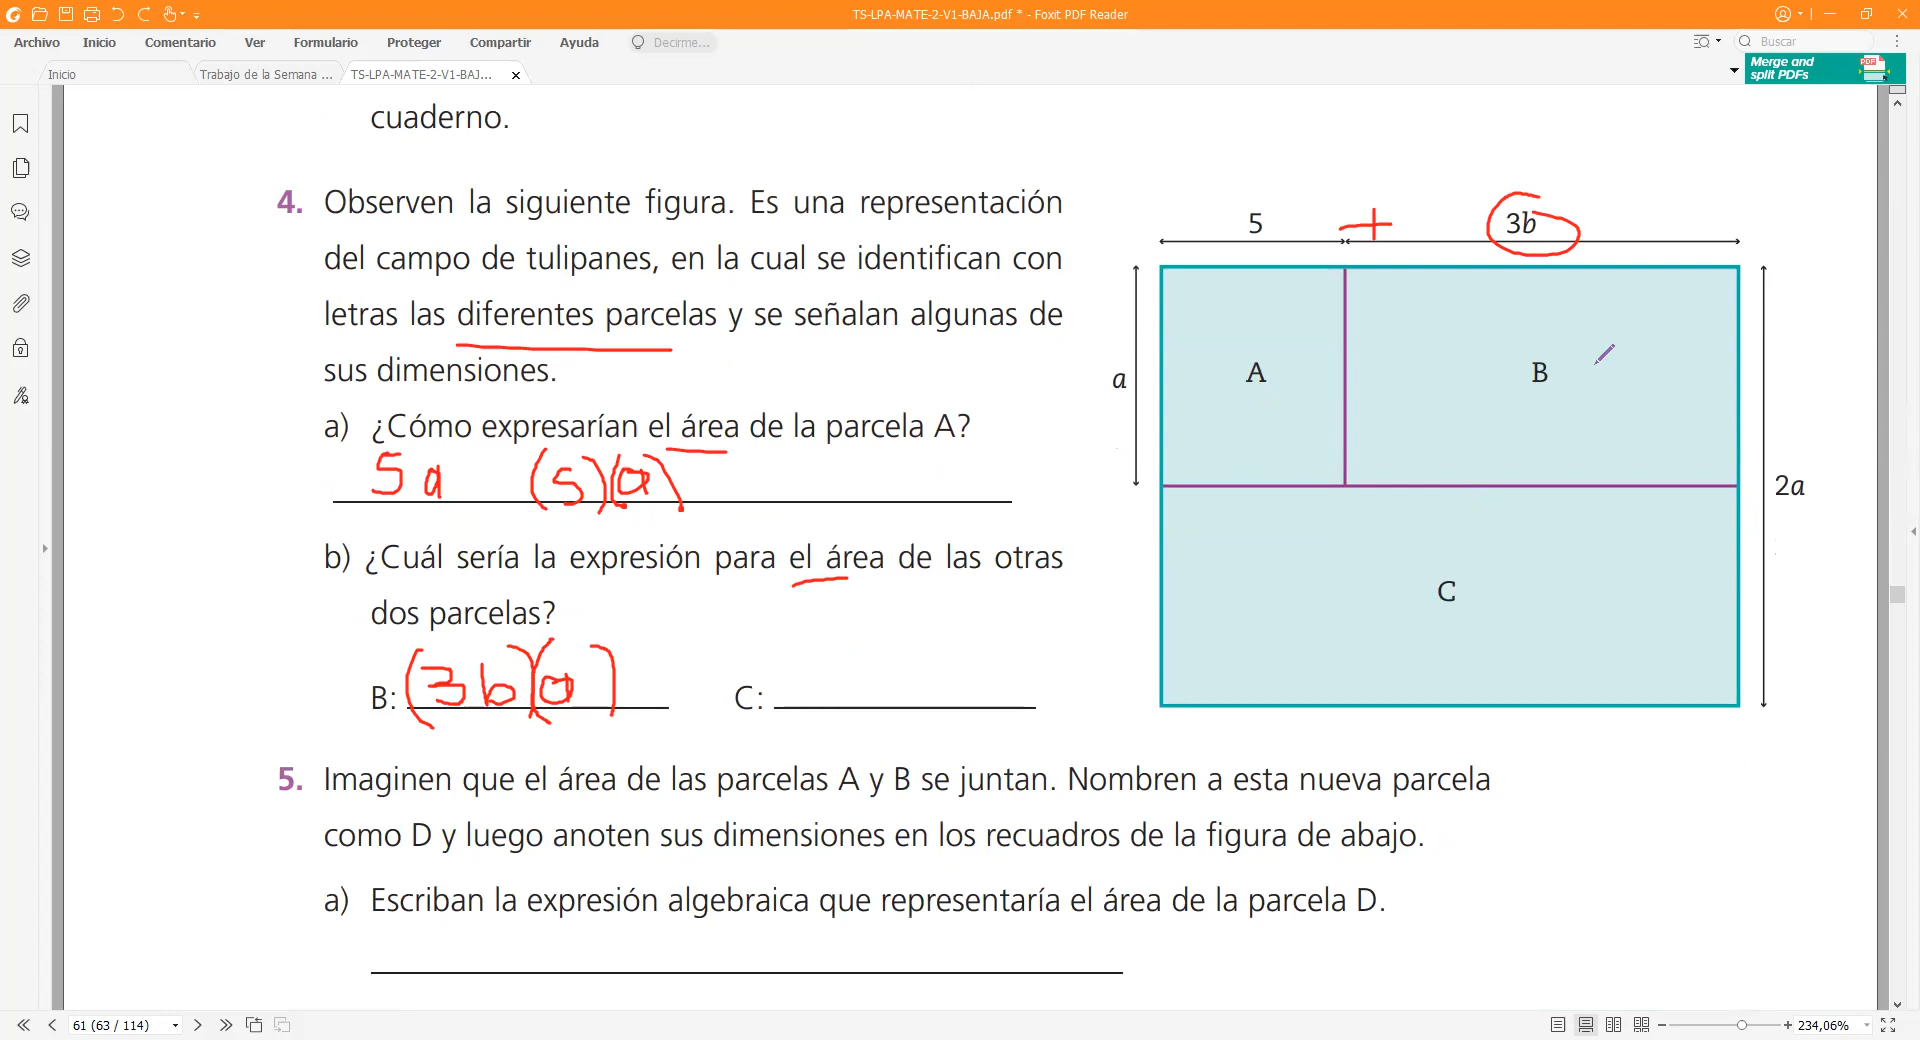 TS-LPA-MATE-2-V1-BAJA.pdf * - Foxit PDF Reader
Archivo Inicio Comentario Ver Formulario Proteger Compartir Ayuda Decirme... Buscar
Inicio Trabajo de la Semana ... TS-LPA-MATE-2-V1-BAJ...
Merge and
split PDFs
PDF
cuaderno.
4. Observen la siguiente figura. Es una representación
del campo de tulipanes, en la cual se identifican con
letras las diferentes parcelas y se señalan algunas de
sus dimensiones.
a) ¿Cómo expresarían el área de la parcela A?
5a (5)(a)
b) ¿Cuál sería la expresión para el área de las otras
dos parcelas?
B: (3b)(a) C:
5 + 3b
a
A
B
2a
C
5. Imaginen que el área de las parcelas A y B se juntan. Nombren a esta nueva parcela
como D y luego anoten sus dimensiones en los recuadros de la figura de abajo.
a) Escriban la expresión algebraica que representaría el área de la parcela D.
61 (63 / 114) 234,06%